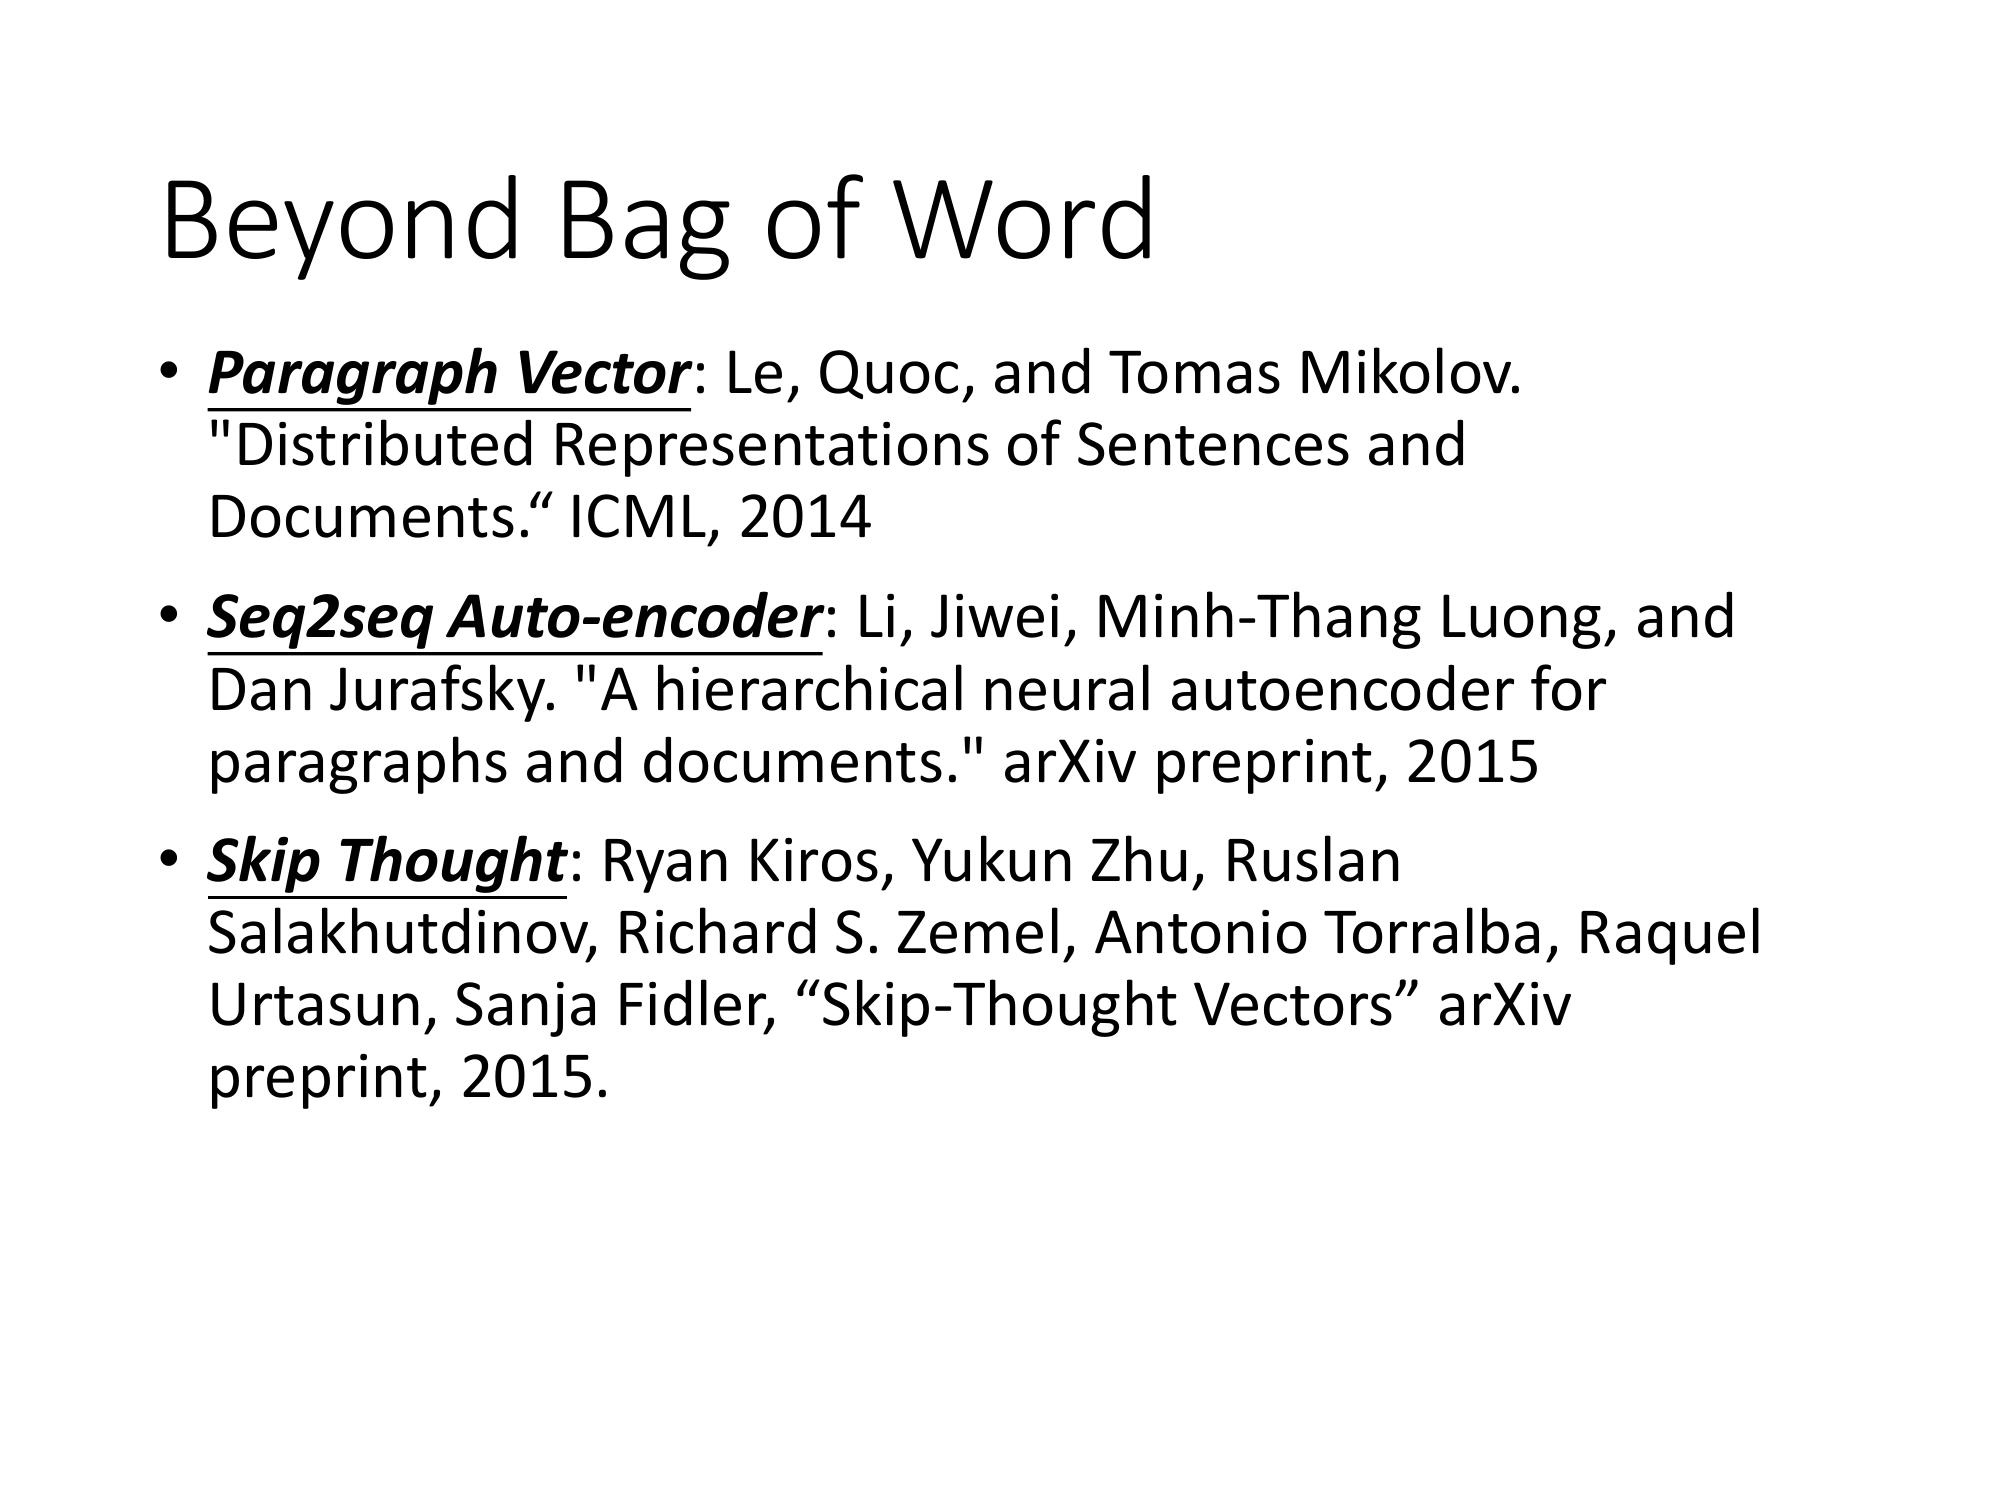 Beyond Bag of Word
• Paragraph Vector: Le, Quoc, and Tomas Mikolov.
"Distributed Representations of Sentences and
Documents.“ ICML, 2014
• Seq2seq Auto-encoder: Li, Jiwei, Minh-Thang Luong, and
Dan Jurafsky. "A hierarchical neural autoencoder for
paragraphs and documents." arXiv preprint, 2015
• Skip Thought: Ryan Kiros, Yukun Zhu, Ruslan
Salakhutdinov, Richard S. Zemel, Antonio Torralba, Raquel
Urtasun, Sanja Fidler, “Skip-Thought Vectors” arXiv
preprint, 2015.